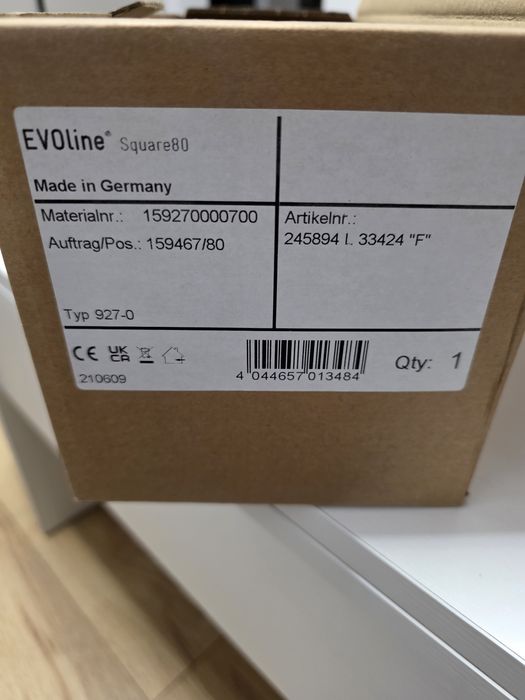 EVOline® Square80
Made in Germany
Materialnr.: 159270000700
Auftrag/Pos.: 159467/80
Typ 927-0
Artikelnr.:
245894 l. 33424 "F"
CE UK CA
210609
4 044657 013484
Qty: 1